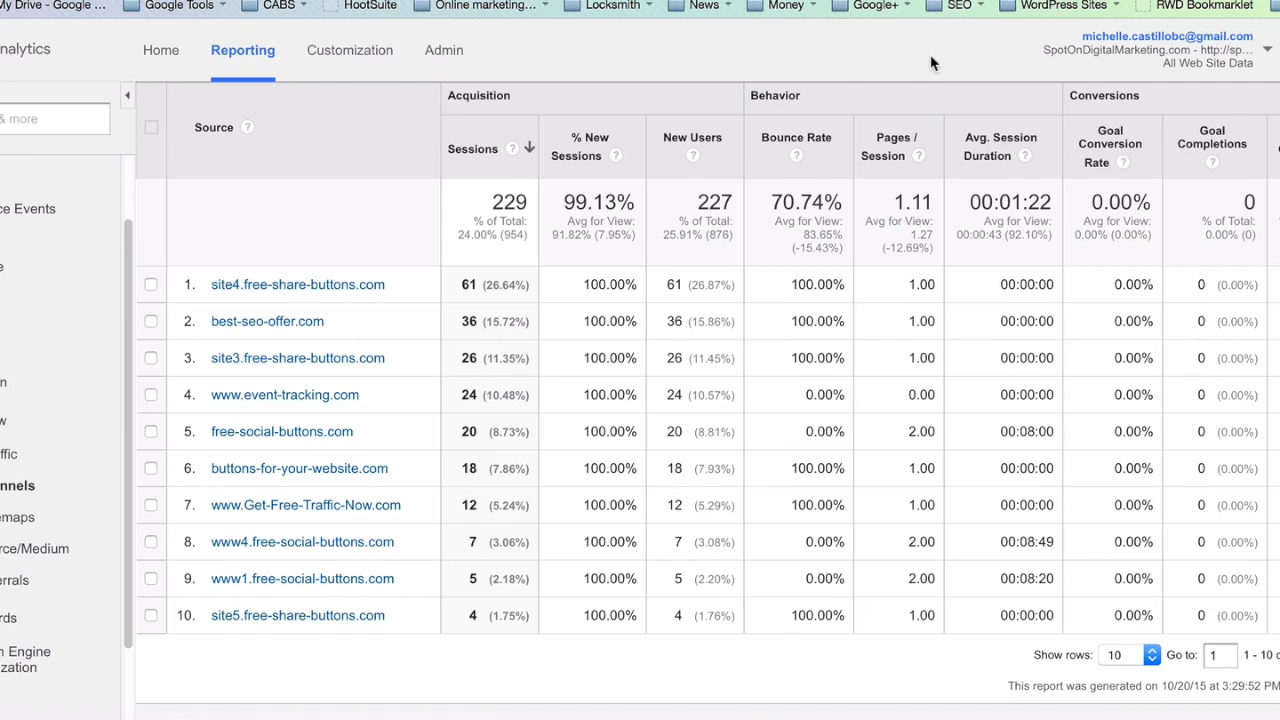 My Drive - Google ... Google Tools CABS HootSuite Online marketing... Locksmith News Money Google+ SEO WordPress Sites RWD Bookmarklet
nalytics Home Reporting Customization Admin
michelle.castillobc@gmail.com
SpotOnDigitalMarketing.com - http://sp...
All Web Site Data
& more
ce Events
e
n
w
ffic
nnels
emaps
rce/Medium
errals
rds
n Engine
zation
Source ? Acquisition Behavior Conversions
Sessions ? % New Sessions ? New Users ? Bounce Rate ? Pages / Session ? Avg. Session Duration ? Goal Conversion Rate ? Goal Completions ?
229 99.13% 227 70.74% 1.11 00:01:22 0.00% 0
% of Total: 24.00% (954) Avg for View: 91.82% (7.95%) % of Total: 25.91% (876) Avg for View: 83.65% (-15.43%) Avg for View: 1.27 (-12.69%) Avg for View: 00:00:43 (92.10%) Avg for View: 0.00% (0.00%) % of Total: 0.00% (0)
1. site4.free-share-buttons.com 61 (26.64%) 100.00% 61 (26.87%) 100.00% 1.00 00:00:00 0.00% 0 (0.00%)
2. best-seo-offer.com 36 (15.72%) 100.00% 36 (15.86%) 100.00% 1.00 00:00:00 0.00% 0 (0.00%)
3. site3.free-share-buttons.com 26 (11.35%) 100.00% 26 (11.45%) 100.00% 1.00 00:00:00 0.00% 0 (0.00%)
4. www.event-tracking.com 24 (10.48%) 100.00% 24 (10.57%) 0.00% 0.00 00:00:00 0.00% 0 (0.00%)
5. free-social-buttons.com 20 (8.73%) 100.00% 20 (8.81%) 0.00% 2.00 00:08:00 0.00% 0 (0.00%)
6. buttons-for-your-website.com 18 (7.86%) 100.00% 18 (7.93%) 100.00% 1.00 00:00:00 0.00% 0 (0.00%)
7. www.Get-Free-Traffic-Now.com 12 (5.24%) 100.00% 12 (5.29%) 100.00% 1.00 00:00:00 0.00% 0 (0.00%)
8. www4.free-social-buttons.com 7 (3.06%) 100.00% 7 (3.08%) 0.00% 2.00 00:08:49 0.00% 0 (0.00%)
9. www1.free-social-buttons.com 5 (2.18%) 100.00% 5 (2.20%) 0.00% 2.00 00:08:20 0.00% 0 (0.00%)
10. site5.free-share-buttons.com 4 (1.75%) 100.00% 4 (1.76%) 100.00% 1.00 00:00:00 0.00% 0 (0.00%)
Show rows: 10 Go to: 1 1 - 10 o
This report was generated on 10/20/15 at 3:29:52 PM